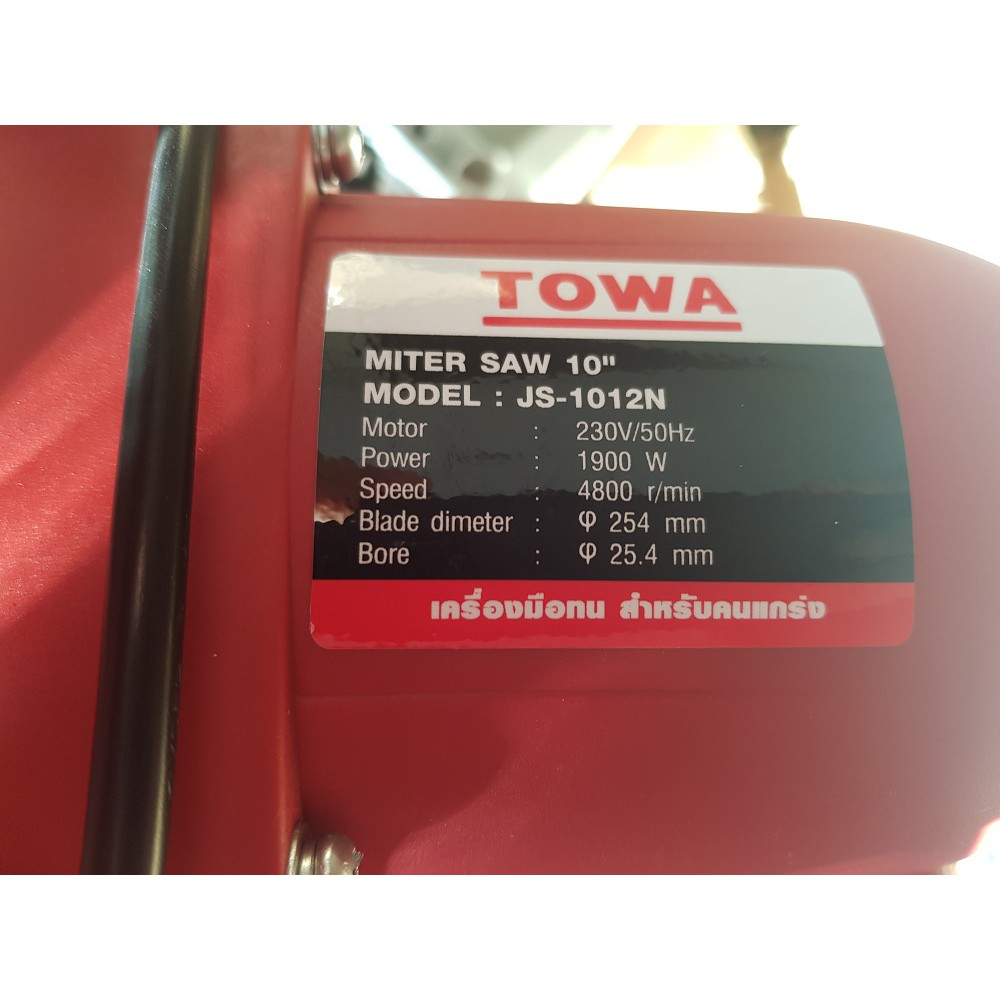 TOWA
MITER SAW 10"
MODEL : JS-1012N
Motor : 230V/50Hz
Power : 1900 W
Speed : 4800 r/min
Blade dimeter : φ 254 mm
Bore : φ 25.4 mm
เครื่องมือทน สำหรับคนแกร่ง